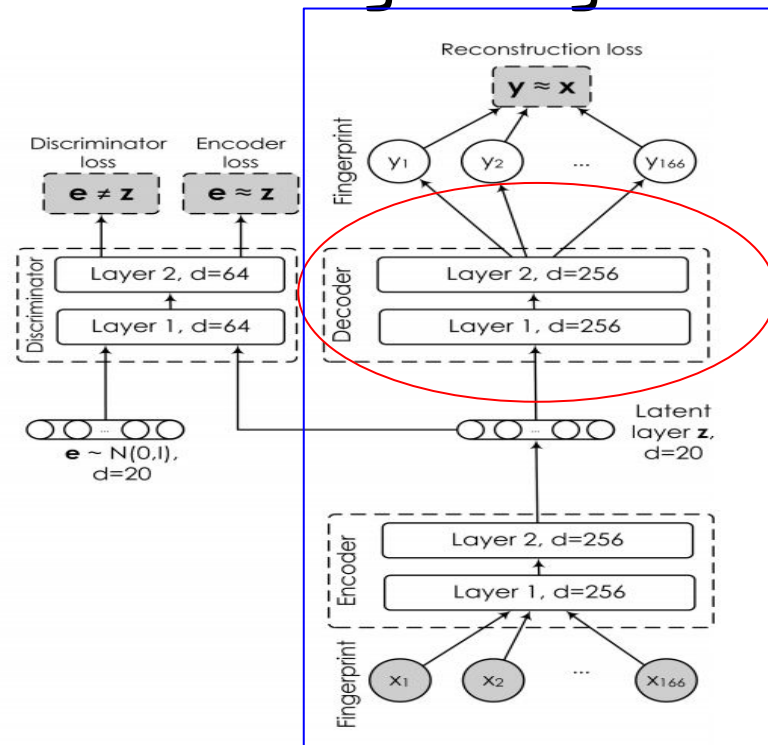 Reconstruction loss
y ≈ x
Fingerprint
y₁
y₂
...
y₁₆₆
Discriminator
loss
Encoder
loss
e ≠ z
e ≈ z
Discriminator
Layer 2, d=64
Layer 1, d=64
Decoder
Layer 2, d=256
Layer 1, d=256
...
e ~ N(0,I),
d=20
...
Latent
layer z,
d=20
Encoder
Layer 2, d=256
Layer 1, d=256
Fingerprint
x₁
x₂
...
x₁₆₆